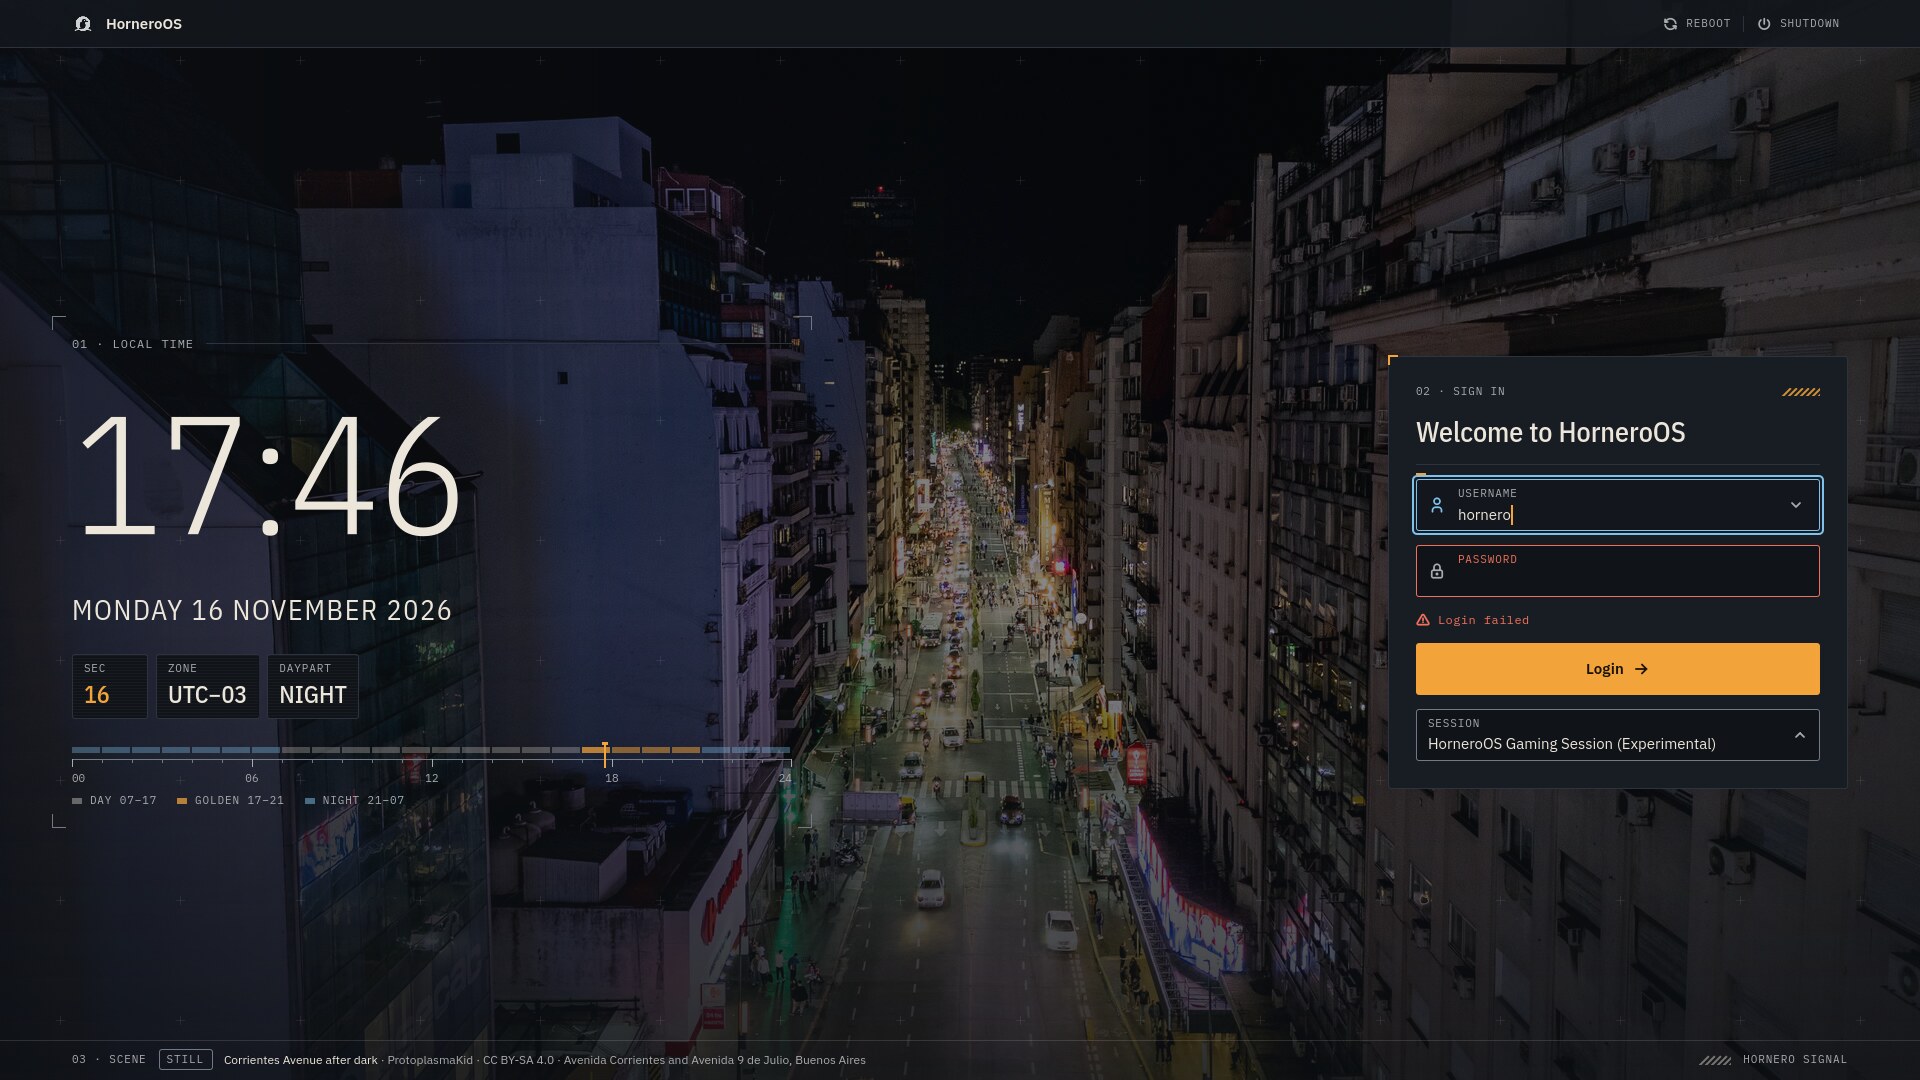 HorneroOS
REBOOT
SHUTDOWN
01 · LOCAL TIME
17:46
MONDAY 16 NOVEMBER 2026
SEC
16
ZONE
UTC−03
DAYPART
NIGHT
00 06 12 18 24
DAY 07–17 GOLDEN 17–21 NIGHT 21–07
02 · SIGN IN
Welcome to HorneroOS
USERNAME
hornero
PASSWORD
Login failed
Login
SESSION
HorneroOS Gaming Session (Experimental)
03 · SCENE STILL Corrientes Avenue after dark · ProtoplasmaKid · CC BY-SA 4.0 · Avenida Corrientes and Avenida 9 de Julio, Buenos Aires
HORNERO SIGNAL